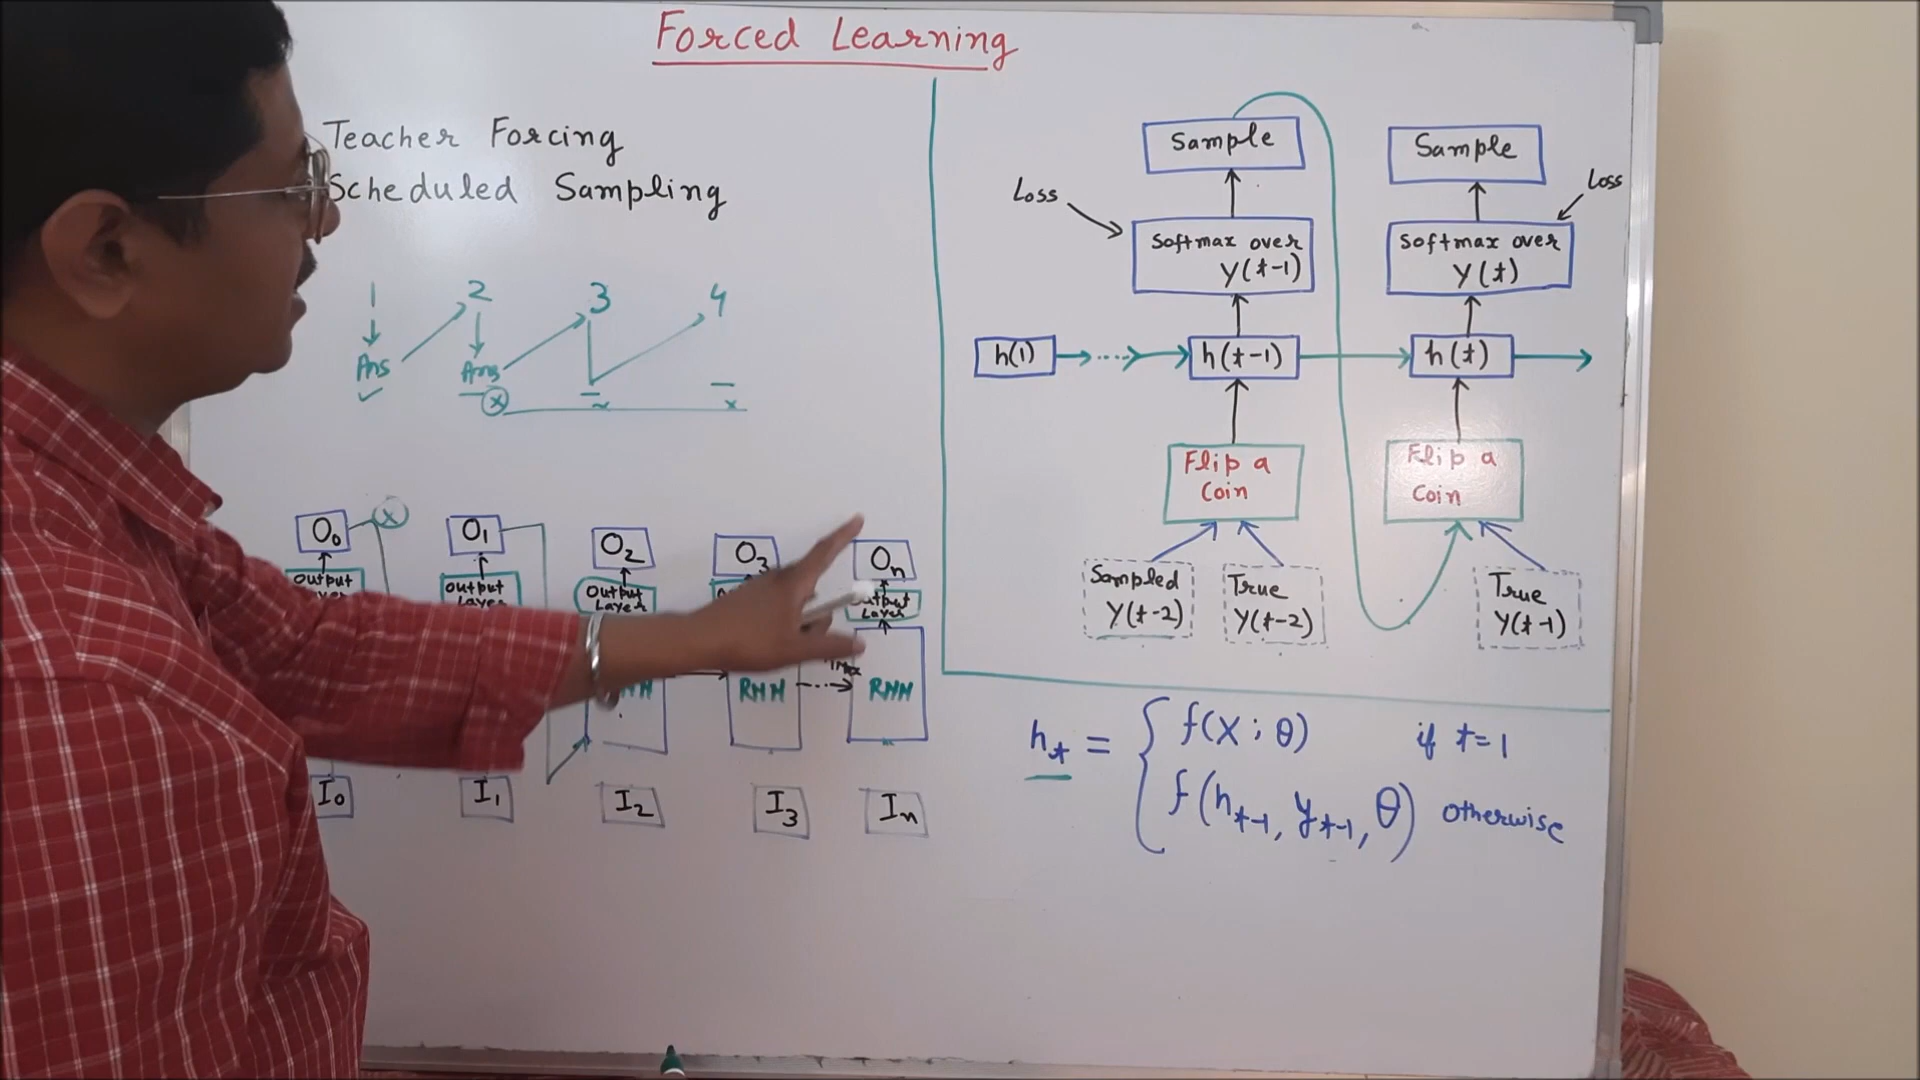 Forced Learning
Teacher Forcing
Scheduled Sampling
1 2 3 4
Ans Ans
✓ x x
O₀ O₁ O₂ O₃ Oₙ
Output Layer
Output Layer
Output Layer
Output Layer
RNN RNN
I₀ I₁ I₂ I₃ Iₙ
Sample Sample
Loss Loss
Softmax over
Y(t-1)
Softmax over
Y(t)
h(1) h(t-1) h(t)
Flip a
Coin
Flip a
Coin
Sampled
Y(t-2)
True
Y(t-2)
True
Y(t-1)
hₜ = { f(X; θ) if t=1
f(hₜ₋₁, yₜ₋₁, θ) otherwise